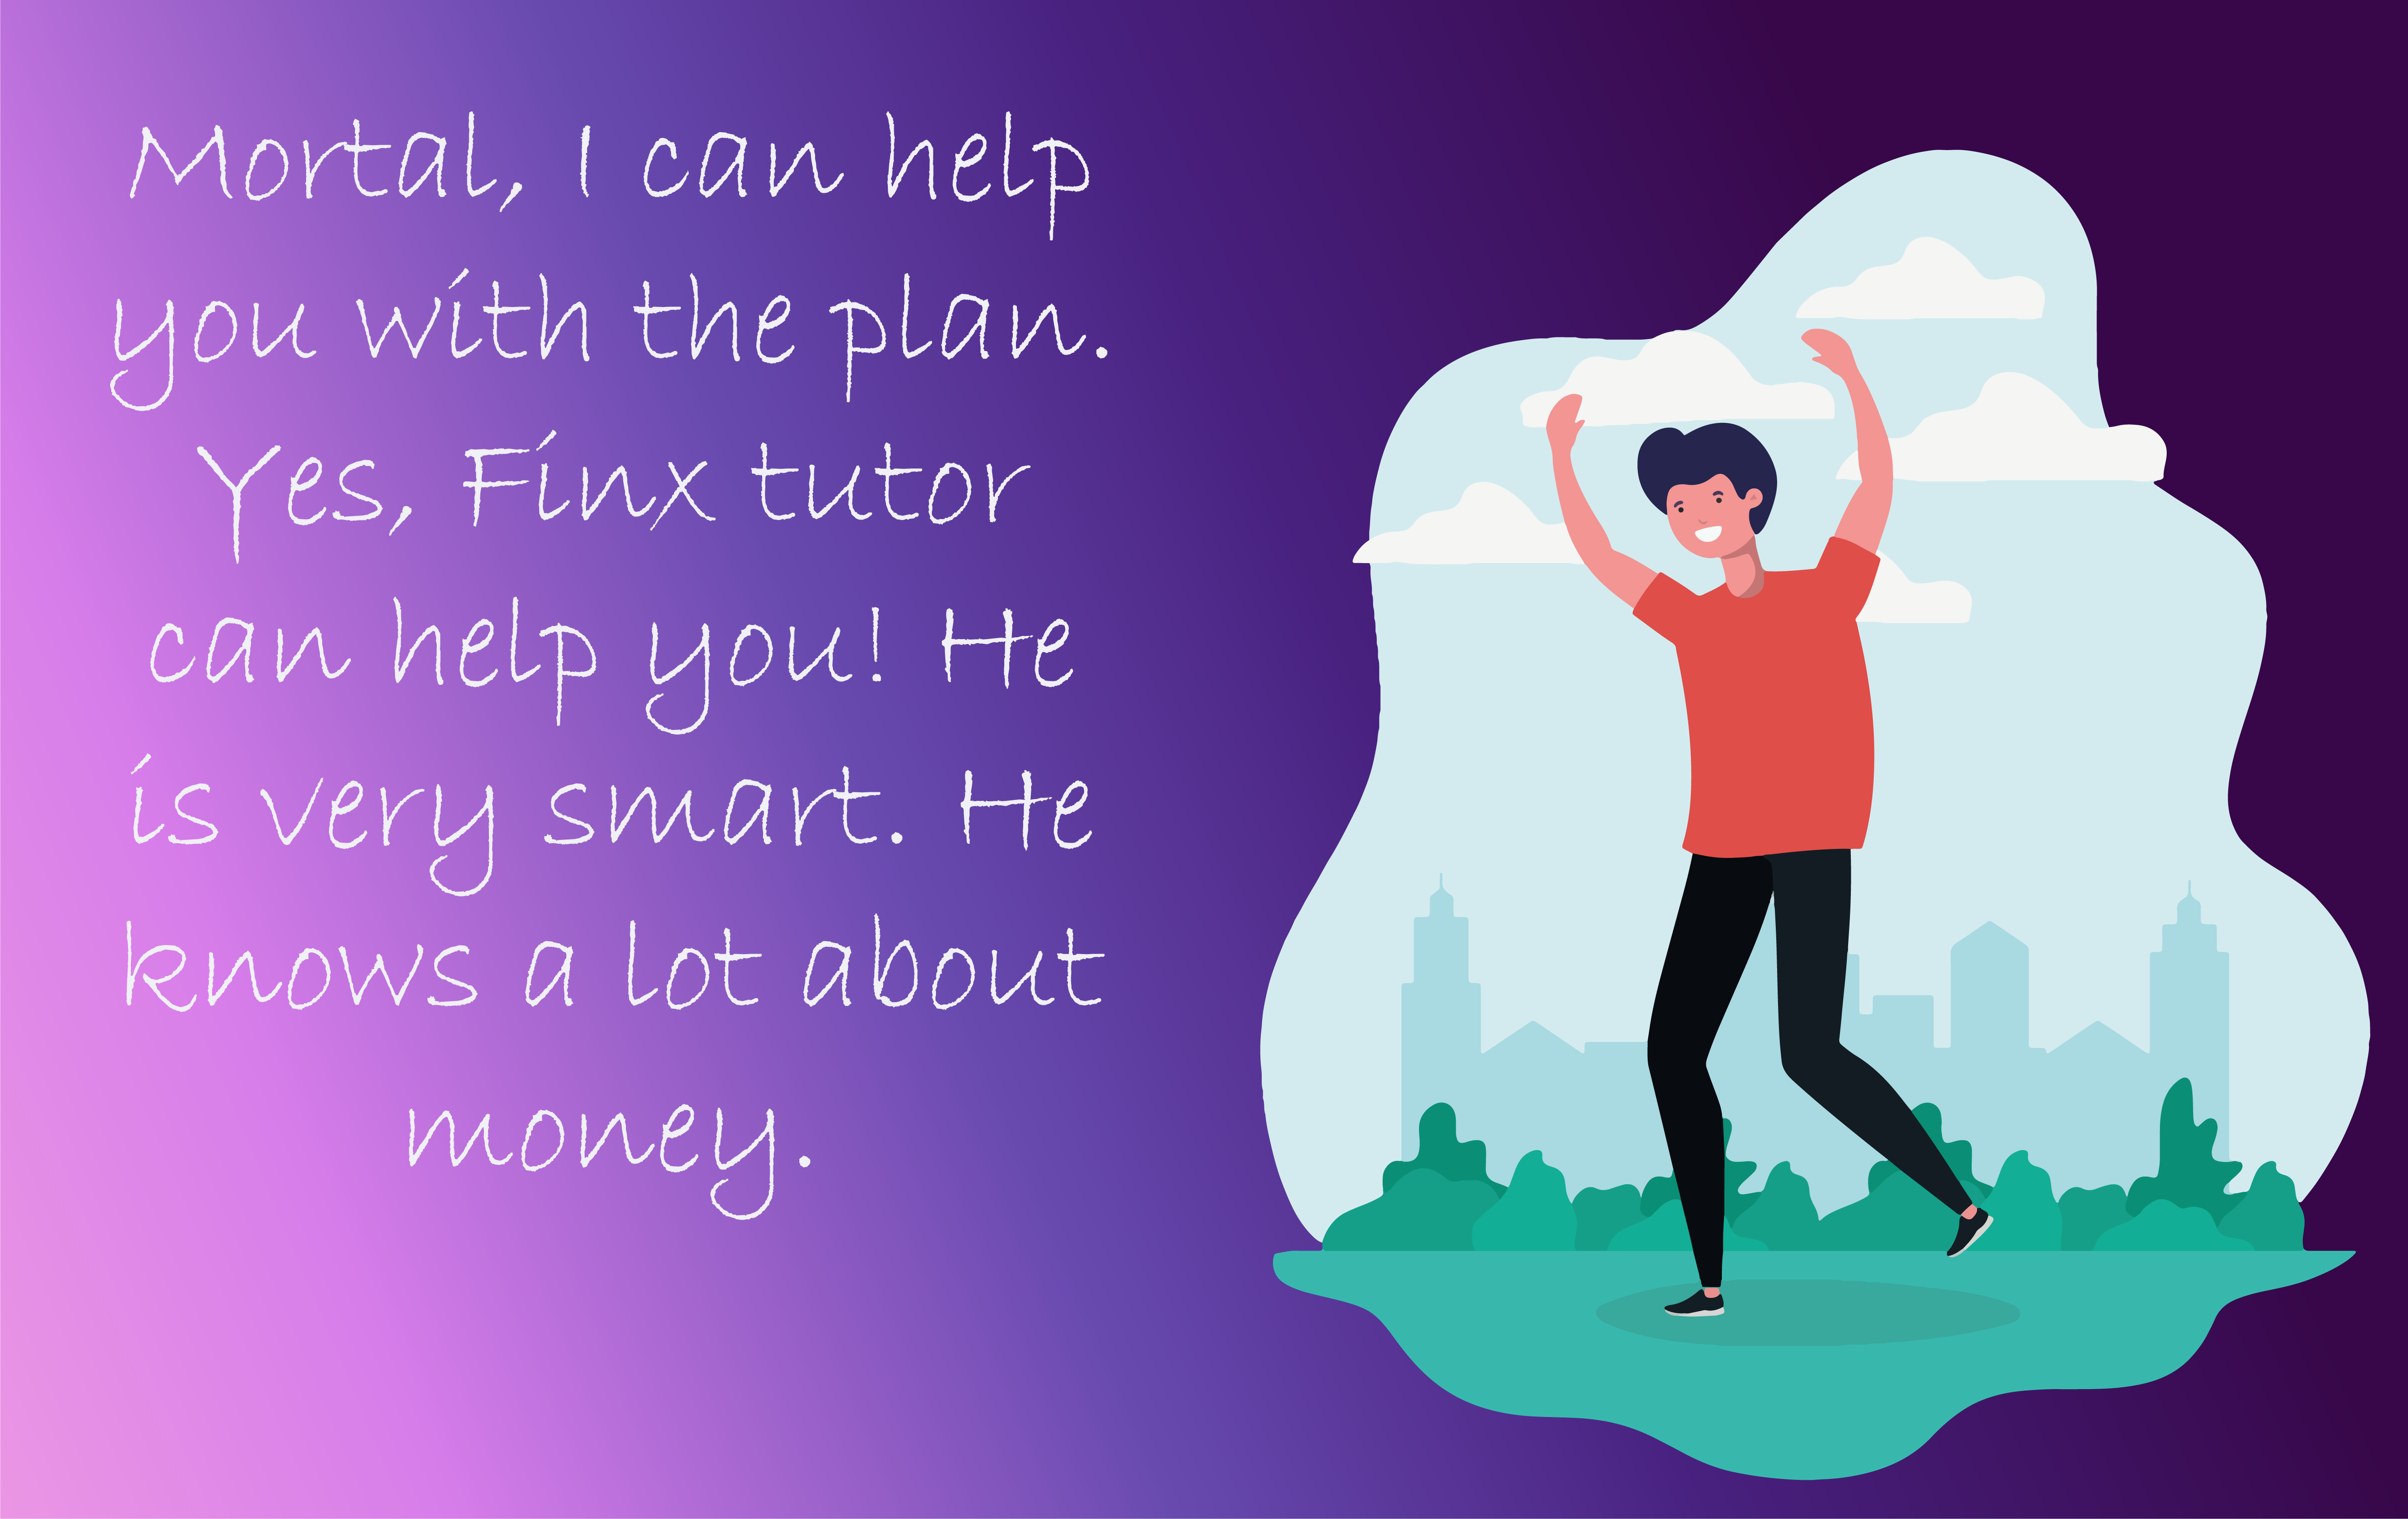 Mortal, I can help
you with the plan.
Yes, Finx tutor
can help you! He
is very smart. He
knows a lot about
money.